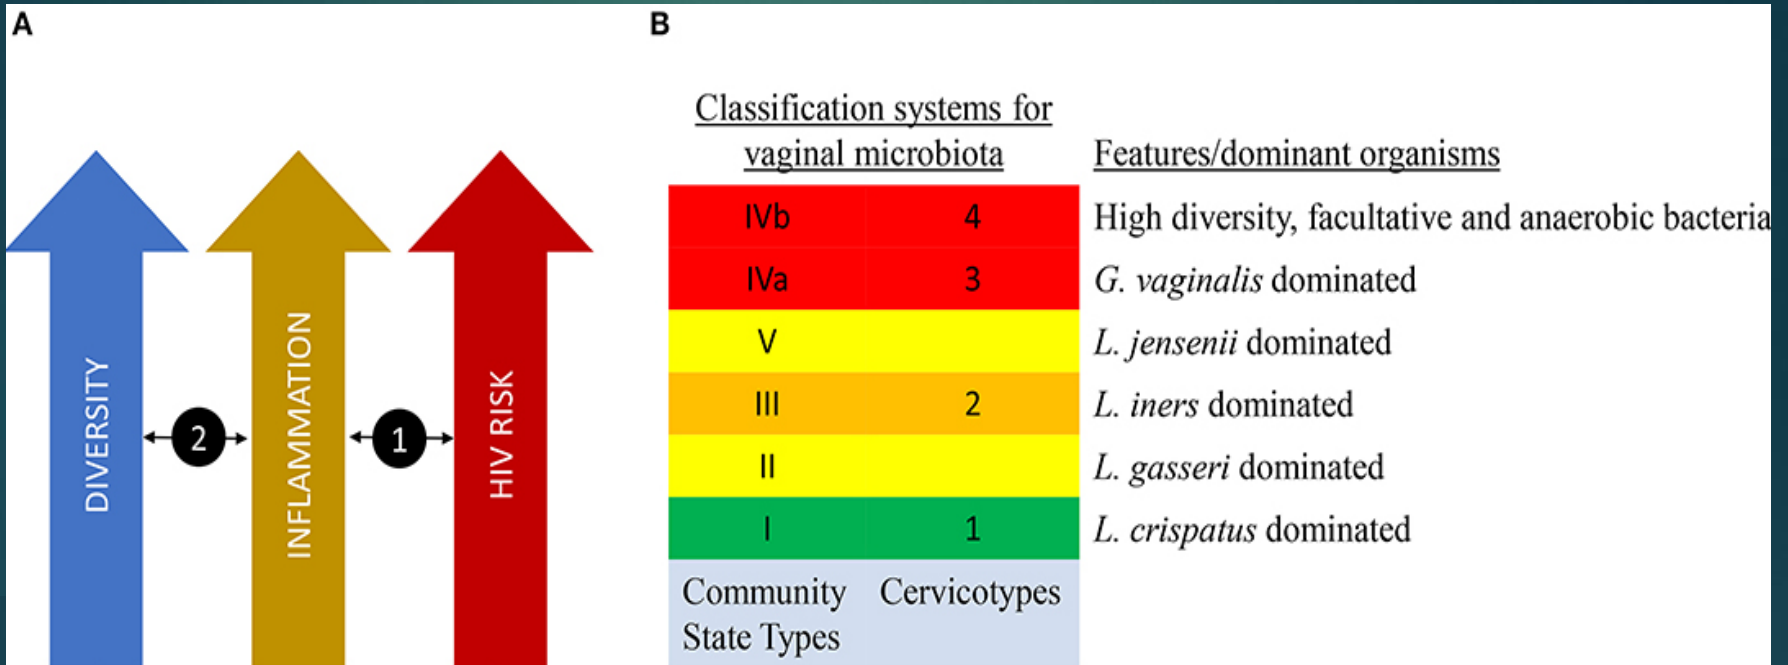 A
DIVERSITY
2
INFLAMMATION
1
HIV RISK
B
Classification systems for
vaginal microbiota
Features/dominant organisms
IVb 4 High diversity, facultative and anaerobic bacteria
IVa 3 G. vaginalis dominated
V L. jensenii dominated
III 2 L. iners dominated
II L. gasseri dominated
I 1 L. crispatus dominated
Community Cervicotypes
State Types